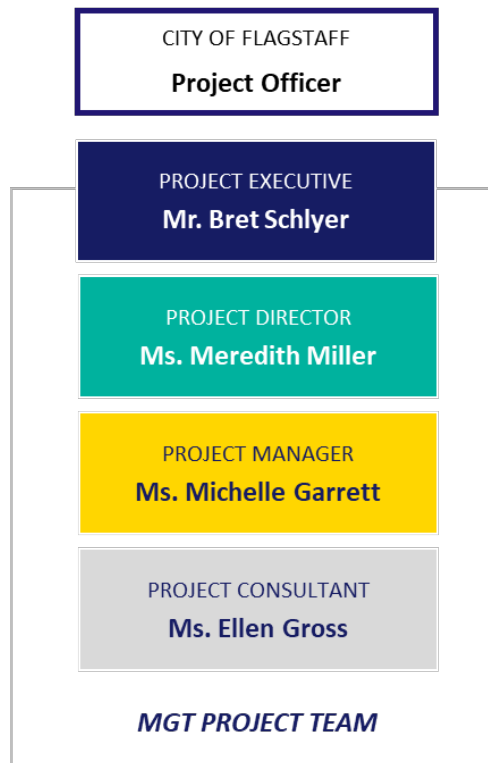 CITY OF FLAGSTAFF
Project Officer
PROJECT EXECUTIVE
Mr. Bret Schlyer
PROJECT DIRECTOR
Ms. Meredith Miller
PROJECT MANAGER
Ms. Michelle Garrett
PROJECT CONSULTANT
Ms. Ellen Gross
MGT PROJECT TEAM